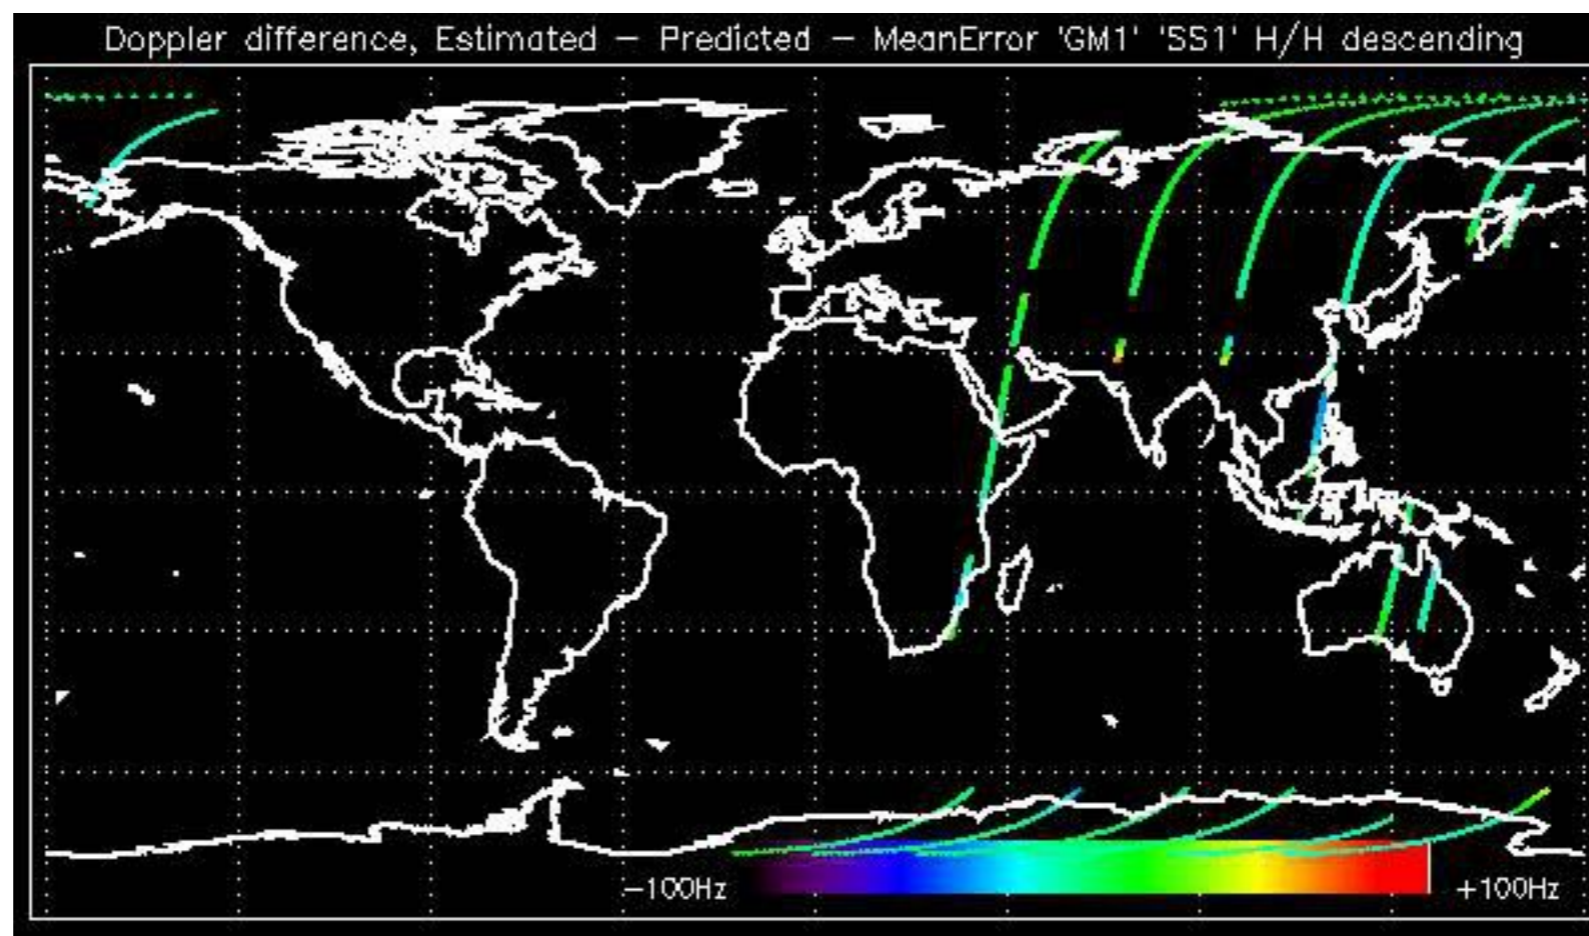 Doppler difference, Estimated − Predicted − MeanError 'GM1' 'SS1' H/H descending
−100Hz
+100Hz